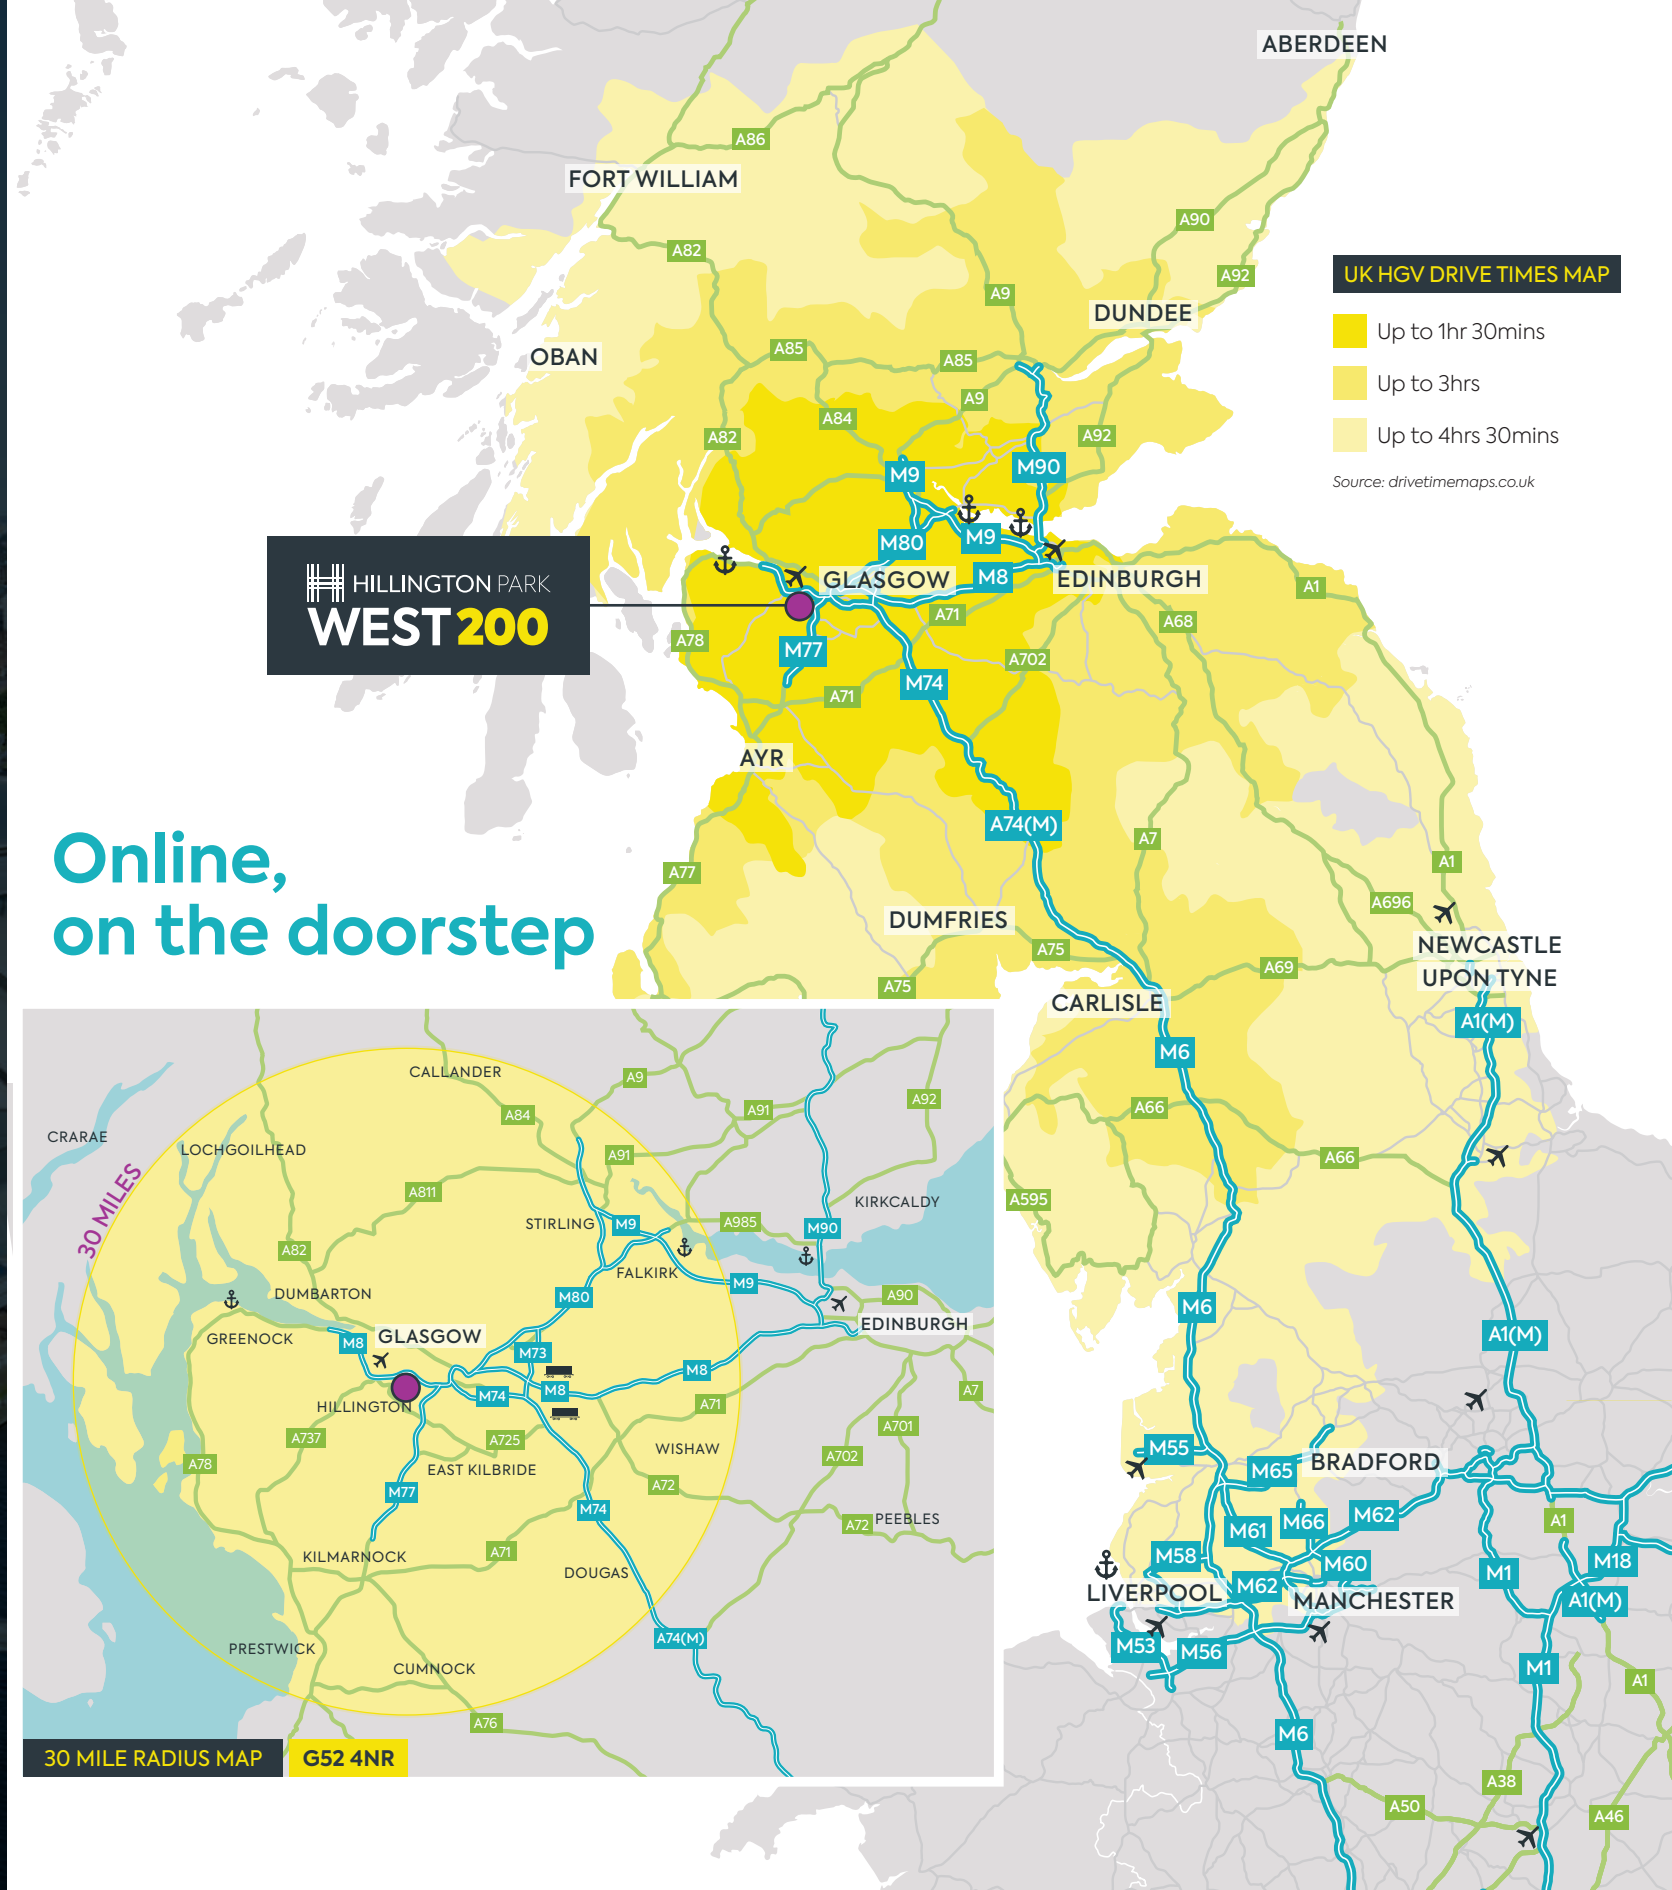 ABERDEEN
A86
FORT WILLIAM
A90
A82
A92
UK HGV DRIVE TIMES MAP
A9
DUNDEE
Up to 1hr 30mins
OBAN
A85
A85
Up to 3hrs
A9
A84
A82
A92
Up to 4hrs 30mins
M9
M90
Source: drivetimemaps.co.uk
M80
M9
HILLINGTON PARK
WEST 200
GLASGOW
M8
EDINBURGH
A1
A71
A68
A78
M77
A702
M74
A71
AYR
A74(M)
A7
Online,
on the doorstep
A77
A1
A696
DUMFRIES
A75
NEWCASTLE
UPON TYNE
A69
A75
CARLISLE
A1(M)
M6
A66
A66
A595
M6
A1(M)
M55
M65
BRADFORD
M61
M66
M62
A1
M58
M60
M18
M1
LIVERPOOL
M62
MANCHESTER
A1(M)
M53
M56
M1
A1
M6
A38
A50
A46
CALLANDER
A9
A84
A91
A92
CRARAE
LOCHGOILHEAD
A91
30 MILES
A811
KIRKCALDY
STIRLING
M9
A985
M90
A82
FALKIRK
M9
DUMBARTON
M80
A90
GREENOCK
M8
GLASGOW
EDINBURGH
M73
M8
M74
M8
A7
HILLINGTON
A71
A737
A725
A701
WISHAW
A702
A78
EAST KILBRIDE
M77
A72
M74
A72
PEEBLES
KILMARNOCK
A71
DOUGAS
PRESTWICK
A74(M)
CUMNOCK
A76
30 MILE RADIUS MAP
G52 4NR